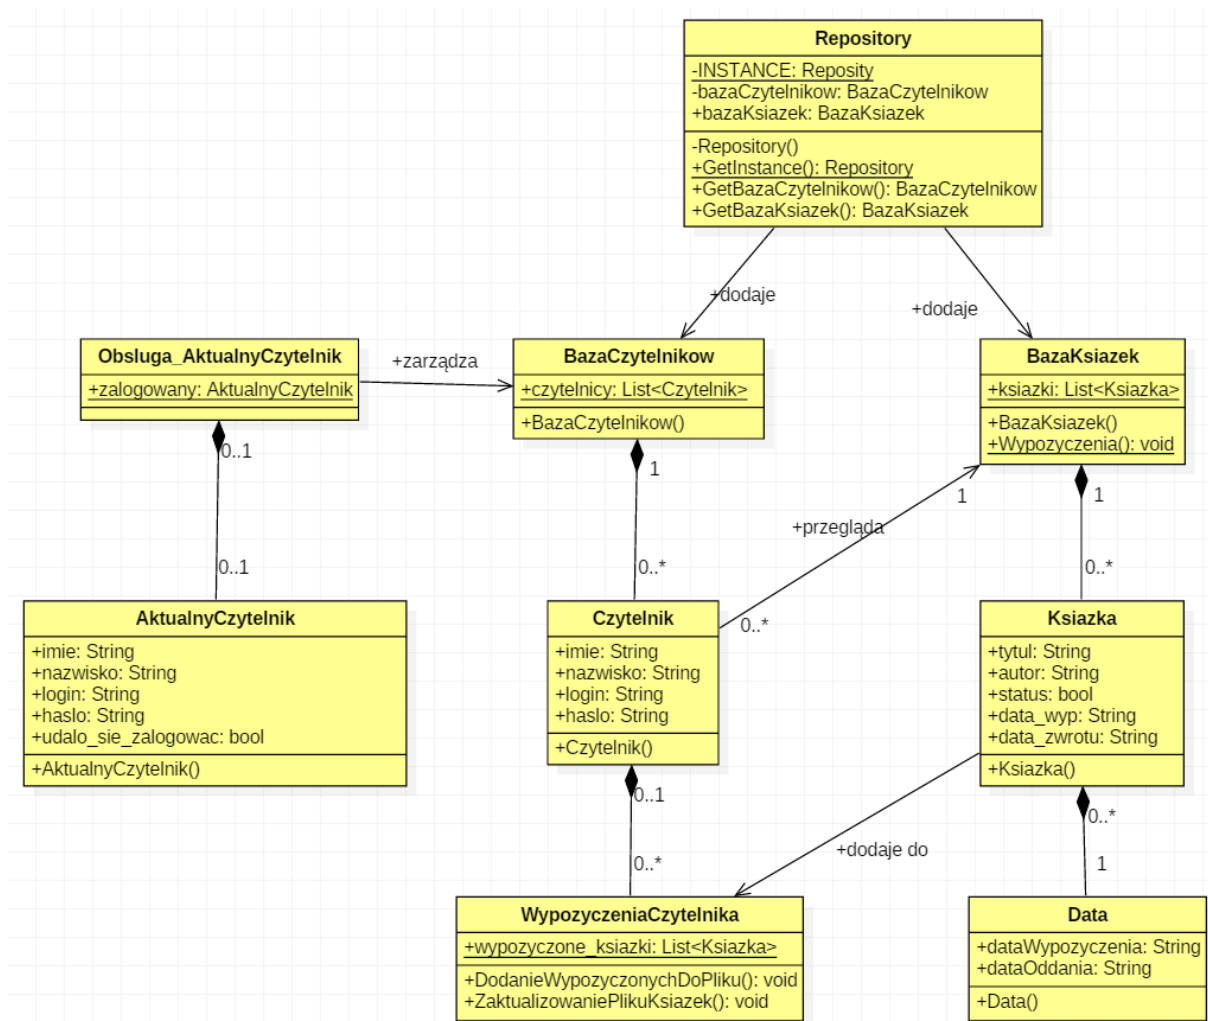 Repository
-INSTANCE: Reposity
-bazaCzytelnikow: BazaCzytelnikow
+bazaKsiazek: BazaKsiazek
-Repository()
+GetInstance(): Repository
+GetBazaCzytelnikow(): BazaCzytelnikow
+GetBazaKsiazek(): BazaKsiazek
+dodaje
+dodaje
Obsluga_AktualnyCzytelnik
+zalogowany: AktualnyCzytelnik
+zarządza
BazaCzytelnikow
+czytelnicy: List<Czytelnik>
+BazaCzytelnikow()
BazaKsiazek
+ksiazki: List<Ksiazka>
+BazaKsiazek()
+Wypozyczenia(): void
0..1
1
1
1
+przegląda
0..1
0..*
0..*
0..*
AktualnyCzytelnik
+imie: String
+nazwisko: String
+login: String
+haslo: String
+udalo_sie_zalogowac: bool
+AktualnyCzytelnik()
Czytelnik
+imie: String
+nazwisko: String
+login: String
+haslo: String
+Czytelnik()
Ksiazka
+tytul: String
+autor: String
+status: bool
+data_wyp: String
+data_zwrotu: String
+Ksiazka()
0..1
0..*
+dodaje do
0..*
1
WypozyczeniaCzytelnika
+wypozyczone_ksiazki: List<Ksiazka>
+DodanieWypozyczonychDoPliku(): void
+ZaktualizowaniePlikuKsiazek(): void
Data
+dataWypozyczenia: String
+dataOddania: String
+Data()